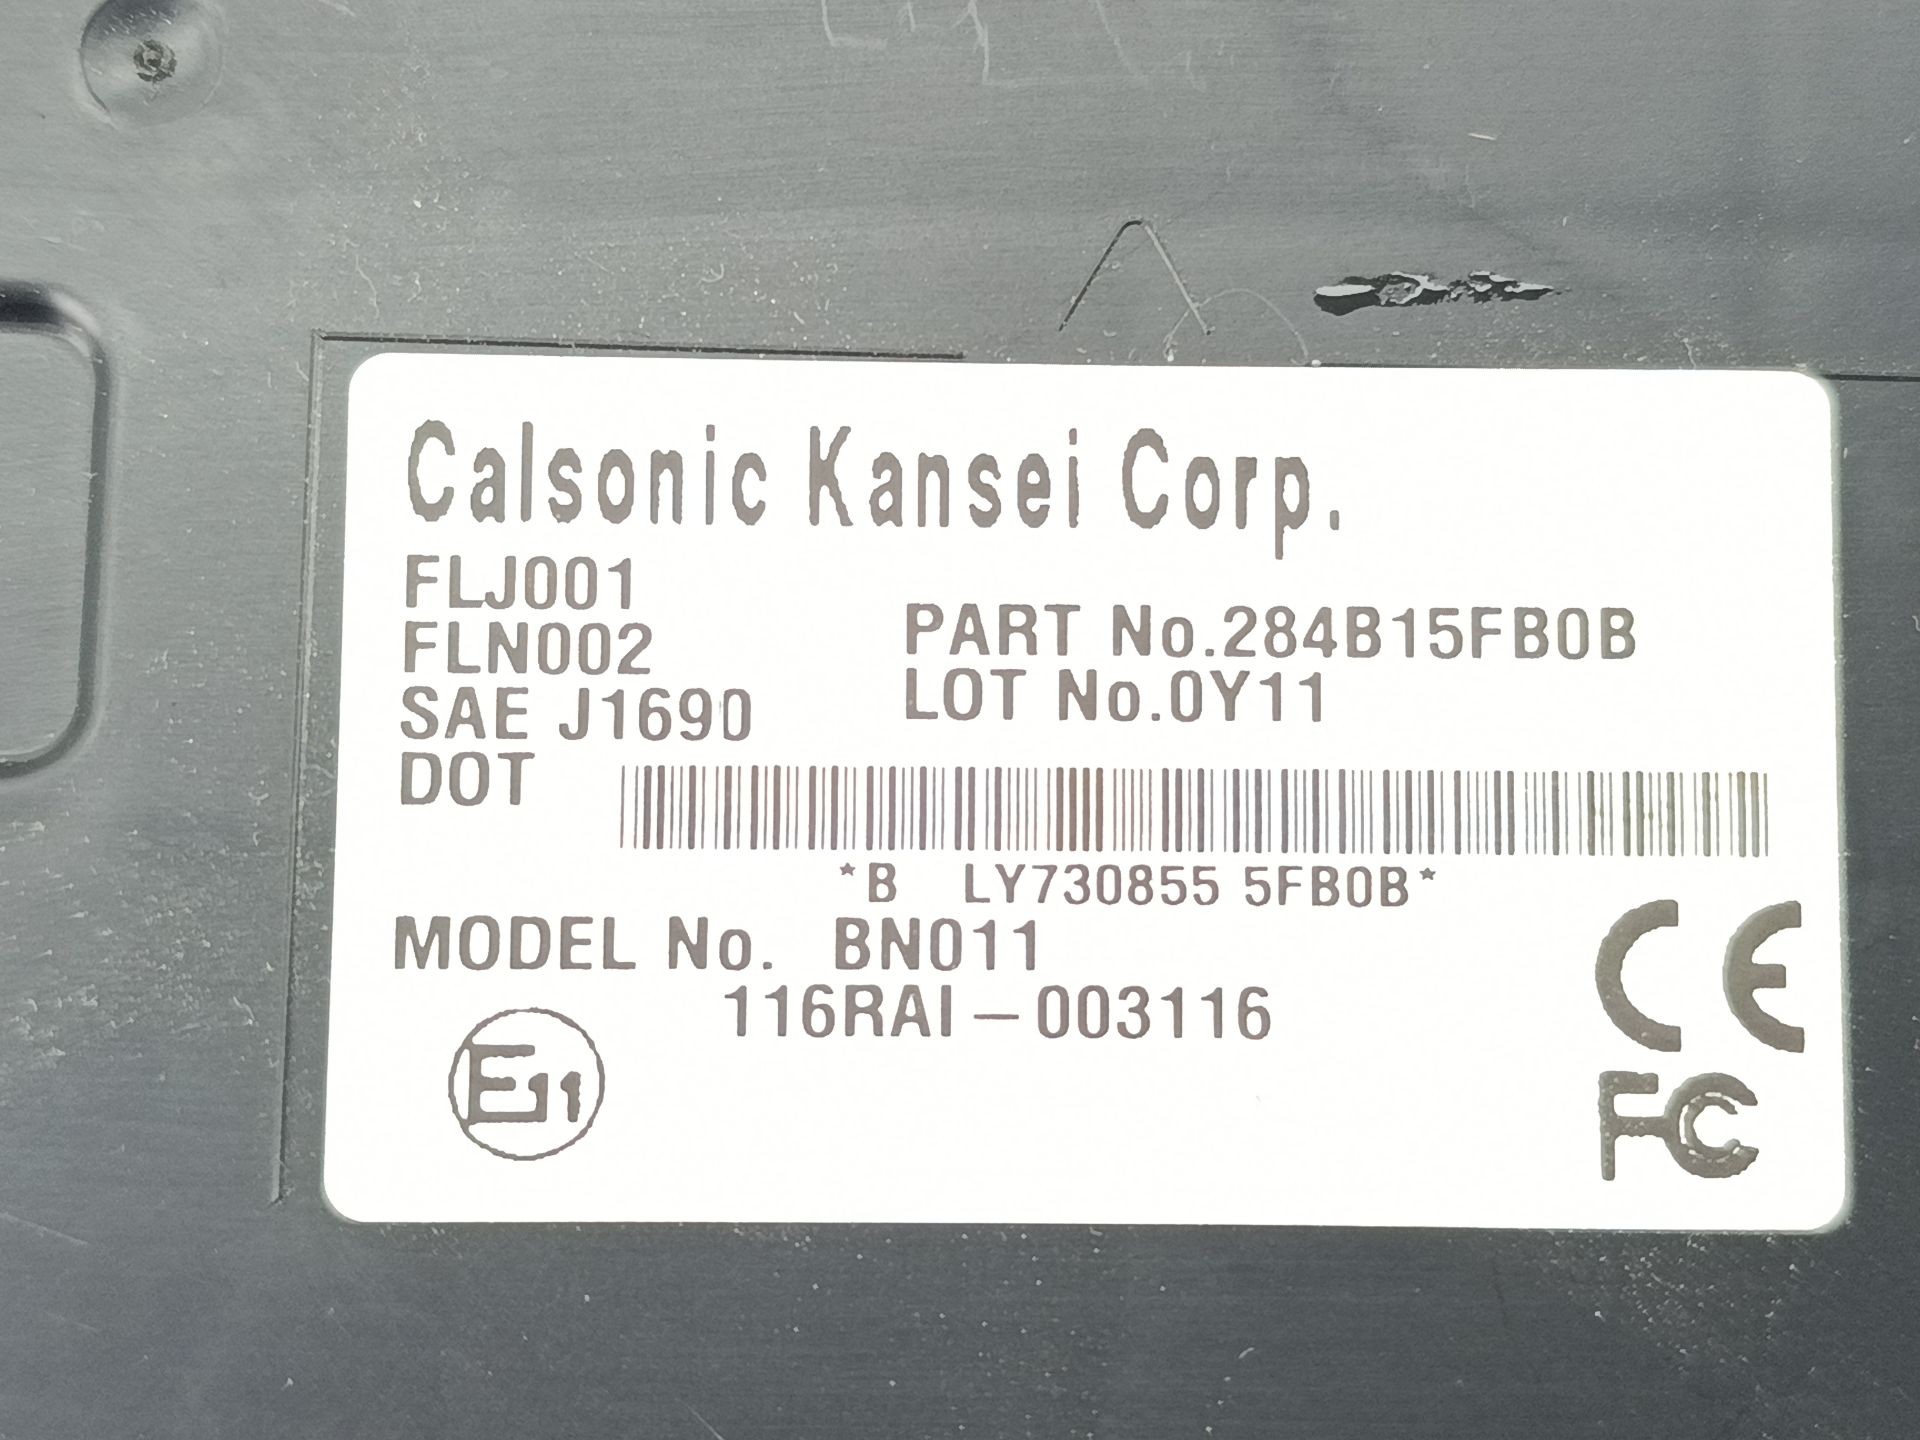 Calsonic Kansei Corp.
FLJ001
FLN002
SAE J1690
DOT
PART No.284B15FB0B
LOT No.0Y11
*B LY730855 5FB0B*
MODEL No. BN011
116RAI-003116
E11
CE
FC